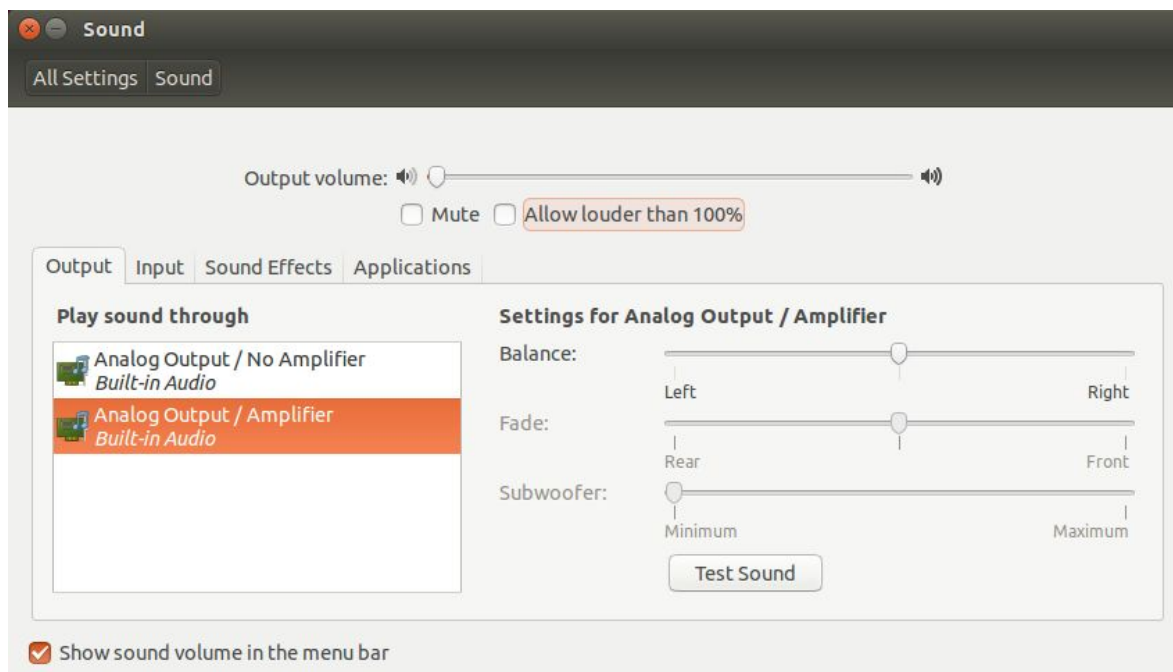 Sound
All Settings Sound
Output volume:
Mute Allow louder than 100%
Output Input Sound Effects Applications
Play sound through
Analog Output / No Amplifier
Built-in Audio
Analog Output / Amplifier
Built-in Audio
Settings for Analog Output / Amplifier
Balance:
Left Right
Fade:
Rear Front
Subwoofer:
Minimum Maximum
Test Sound
Show sound volume in the menu bar